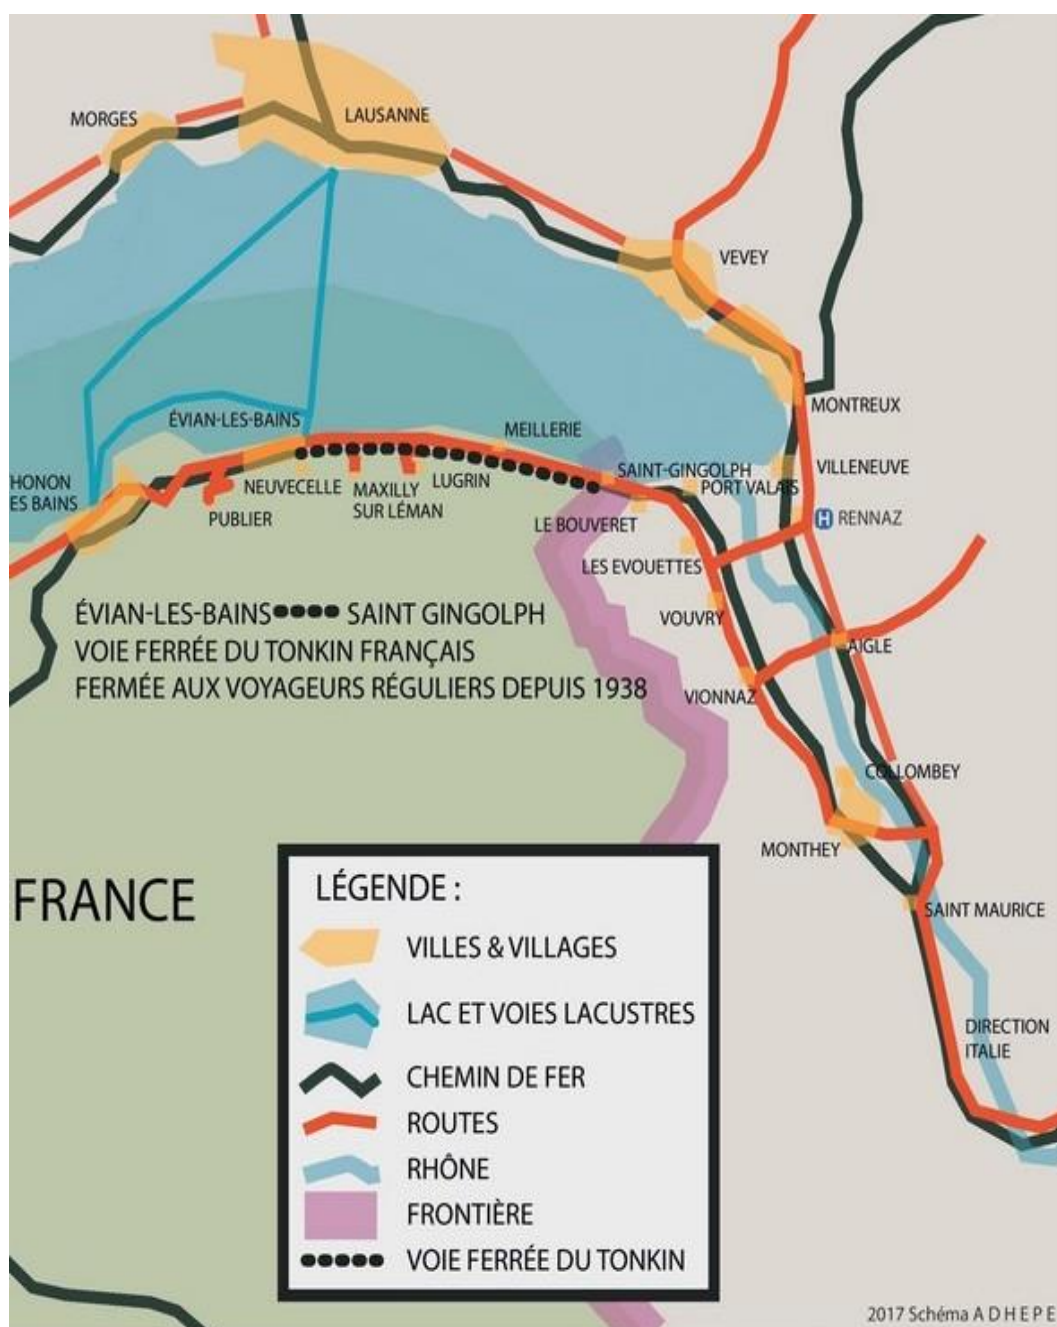 MORGES
LAUSANNE
VEVEY
MONTREUX
ÉVIAN-LES-BAINS
MEILLERIE
VILLENEUVE
HONON
ES BAINS
NEUVECELLE
MAXILLY
SUR LÉMAN
LUGRIN
SAINT-GINGOLPH
PORT VALAIS
PUBLIER
LE BOUVERET
H RENNAZ
LES EVOUETTES
VOUVRY
AIGLE
VIONNAZ
ÉVIAN-LES-BAINS SAINT GINGOLPH
VOIE FERRÉE DU TONKIN FRANÇAIS
FERMÉE AUX VOYAGEURS RÉGULIERS DEPUIS 1938
COLLOMBEY
MONTHEY
FRANCE
SAINT MAURICE
DIRECTION
ITALIE
LÉGENDE :
VILLES & VILLAGES
LAC ET VOIES LACUSTRES
CHEMIN DE FER
ROUTES
RHÔNE
FRONTIÈRE
VOIE FERRÉE DU TONKIN
2017 Schéma A D H E P E